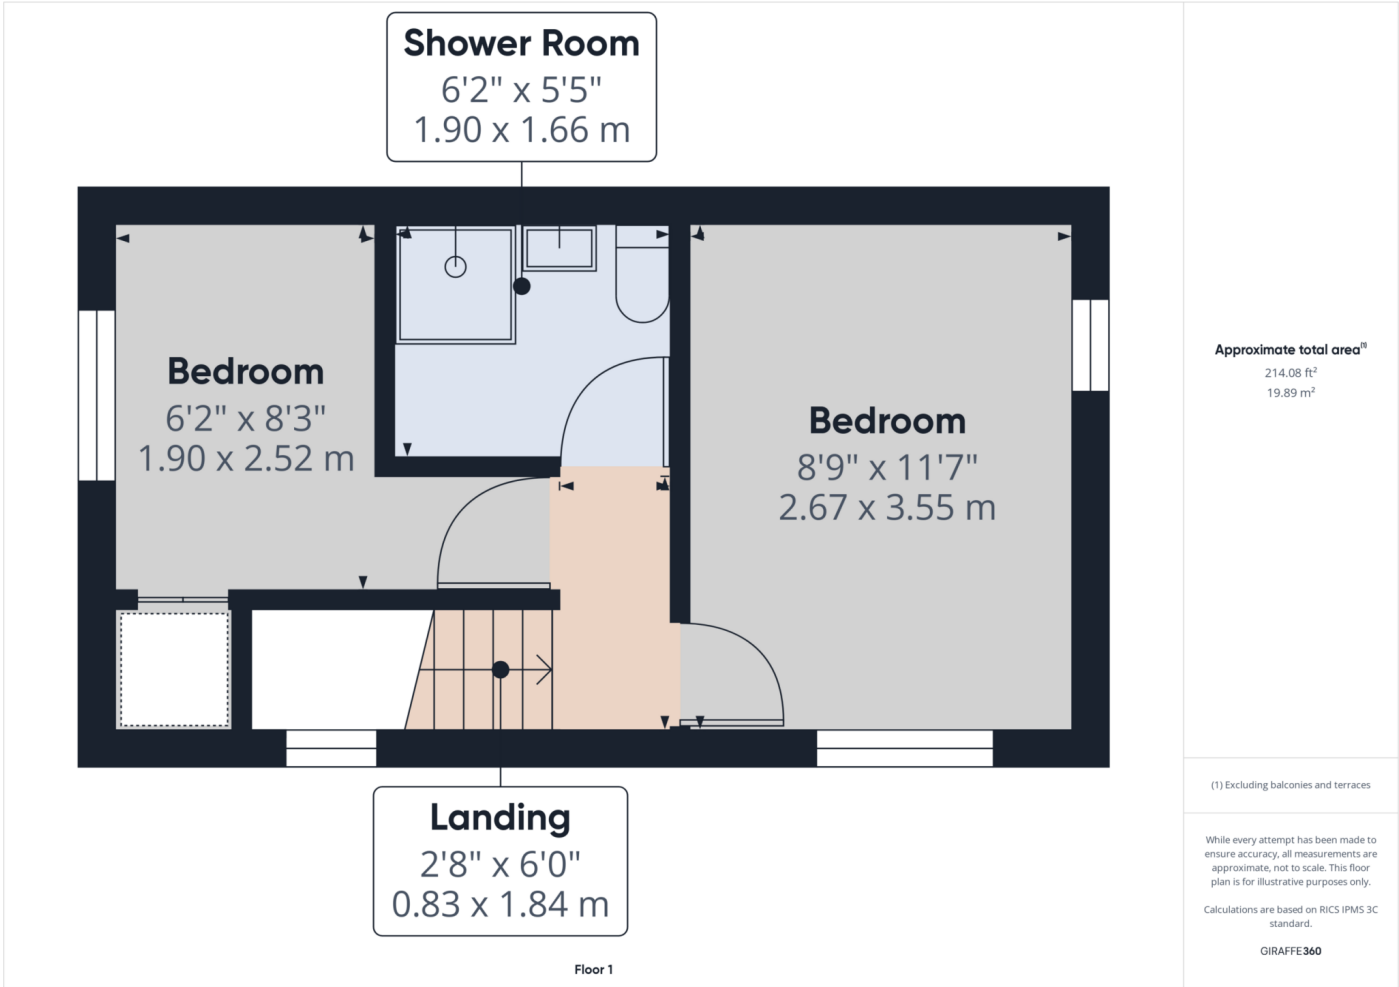 Shower Room
6'2" x 5'5"
1.90 x 1.66 m
Bedroom
6'2" x 8'3"
1.90 x 2.52 m
Bedroom
8'9" x 11'7"
2.67 x 3.55 m
Landing
2'8" x 6'0"
0.83 x 1.84 m
Floor 1
Approximate total area(1)
214.08 ft²
19.89 m²
(1) Excluding balconies and terraces
While every attempt has been made to
ensure accuracy, all measurements are
approximate, not to scale. This floor
plan is for illustrative purposes only.
Calculations are based on RICS IPMS 3C
standard.
GIRAFFE360